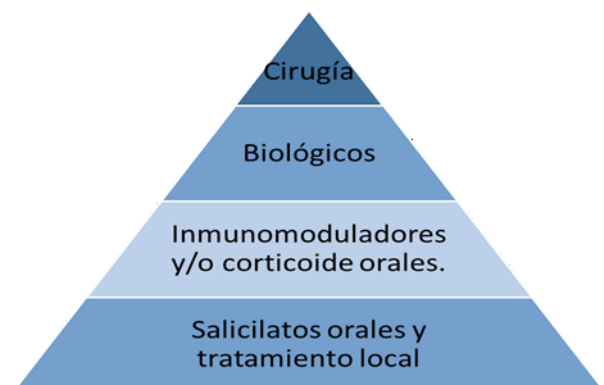 Cirugía
Biológicos
Inmunomoduladores
y/o corticoide orales.
Salicilatos orales y
tratamiento local